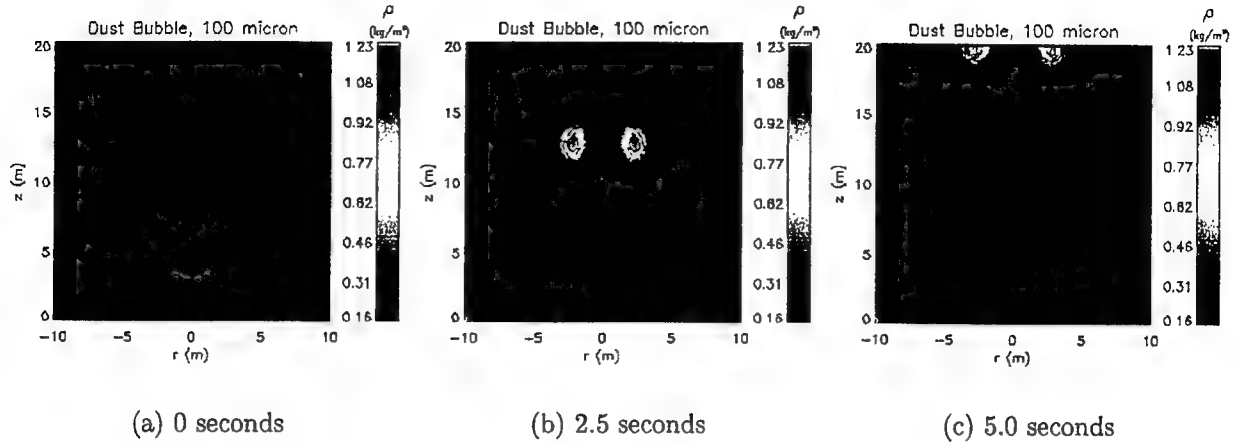 Dust Bubble, 100 micron
ρ
(kg/m³)
20
15
10
5
0
z (m)
−10 −5 0 5 10
r (m)
1.23
1.08
0.92
0.77
0.62
0.46
0.31
0.16
(a) 0 seconds
Dust Bubble, 100 micron
ρ
(kg/m³)
20
15
10
5
0
z (m)
−10 −5 0 5 10
r (m)
1.23
1.08
0.92
0.77
0.62
0.46
0.31
0.16
(b) 2.5 seconds
Dust Bubble, 100 micron
ρ
(kg/m³)
20
15
10
5
0
z (m)
−10 −5 0 5 10
r (m)
1.23
1.08
0.92
0.77
0.62
0.46
0.31
0.16
(c) 5.0 seconds